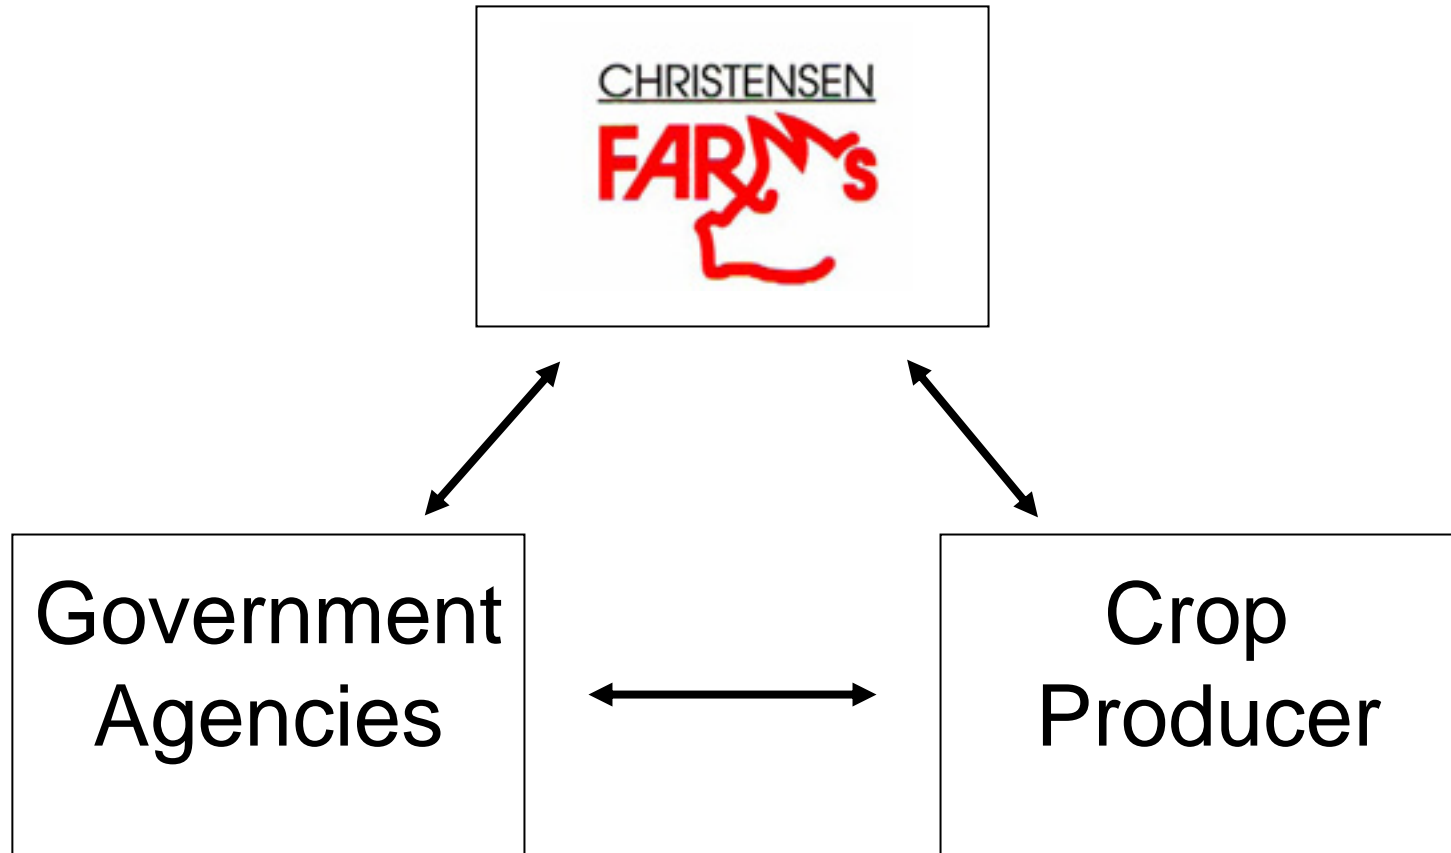 CHRISTENSEN
FARMs
Government
Agencies
Crop
Producer